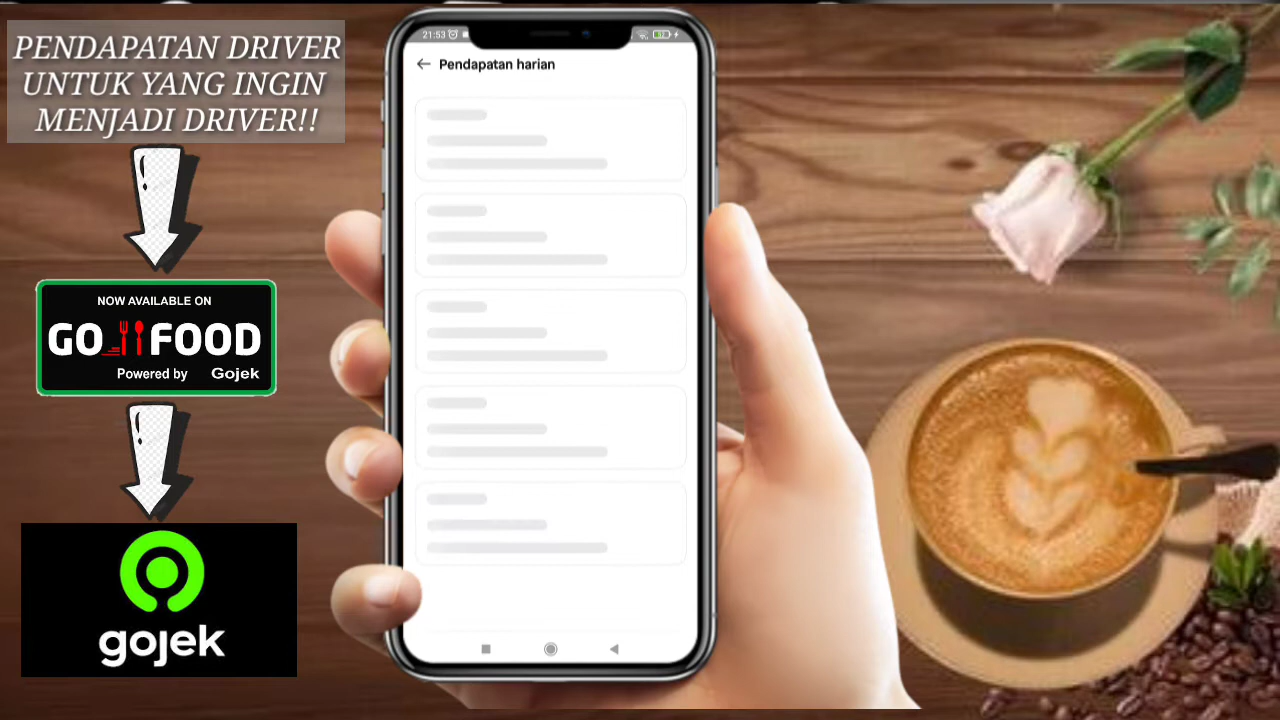 PENDAPATAN DRIVER
UNTUK YANG INGIN
MENJADI DRIVER!!
NOW AVAILABLE ON
GO FOOD
Powered by Gojek
gojek
21:53
Pendapatan harian